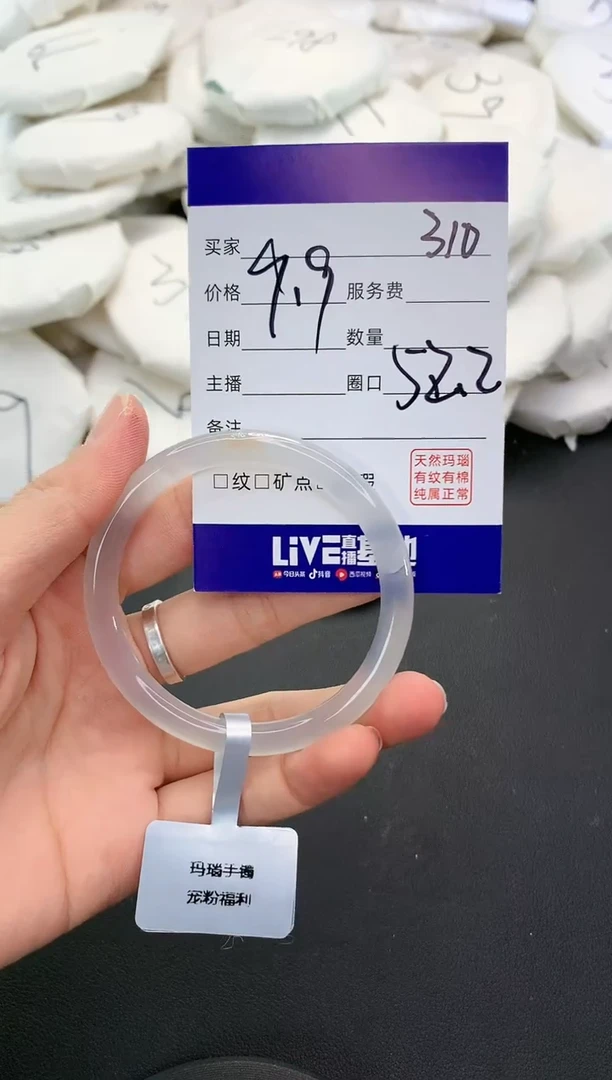 买家 310
价格 4.9 服务费
日期 数量
主播 圈口 52.2
备注
□纹□矿点
天然玛瑙
有纹有棉
纯属正常
LIVE直播基地
今日头条 抖音 西瓜视频
玛瑙手镯
宠粉福利